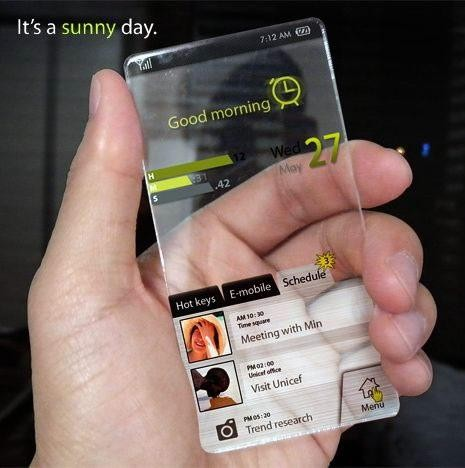 It's a sunny day.
7:12 AM
Good morning
Wed 27
May
H 12
M :31
S .42
Hot keys E-mobile Schedule 3
AM 10 : 30
Time square
Meeting with Min
PM 02 : 00
Unicef office
Visit Unicef
PM 05 : 20
Trend research
Menu